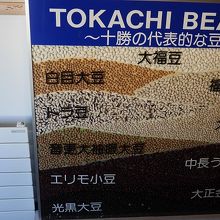 TOKACHI BEA
〜十勝の代表的な豆
大福豆
白目大豆
トラ豆
音更大袖振大豆
中長う
エリモ小豆
大正
光黒大豆